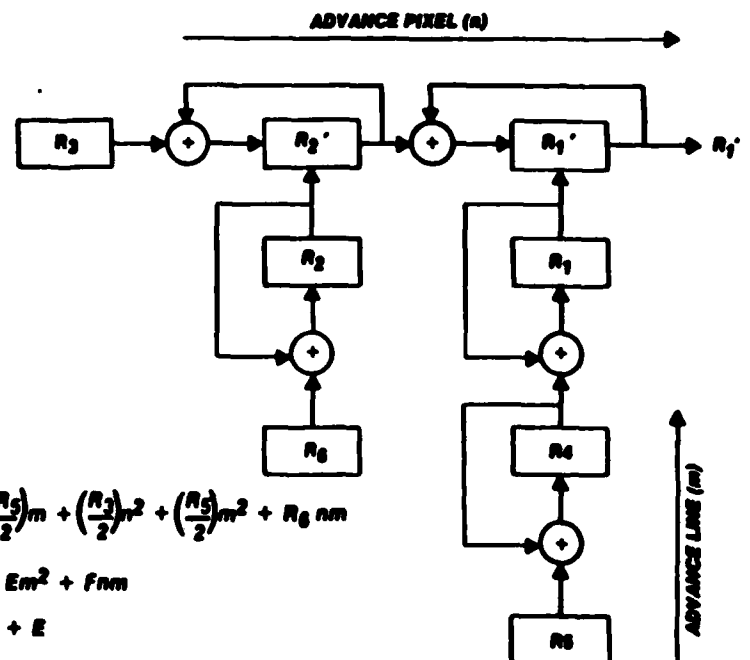 ADVANCE PIXEL (n)
R3 + R2' + R1' R1'
R2 R1
+ +
R6 R4
R5/2)m + (R3/2)n² + (R5/2)m² + R6 nm
+
Em² + Fnm
+ E
R5
ADVANCE LINE (m)